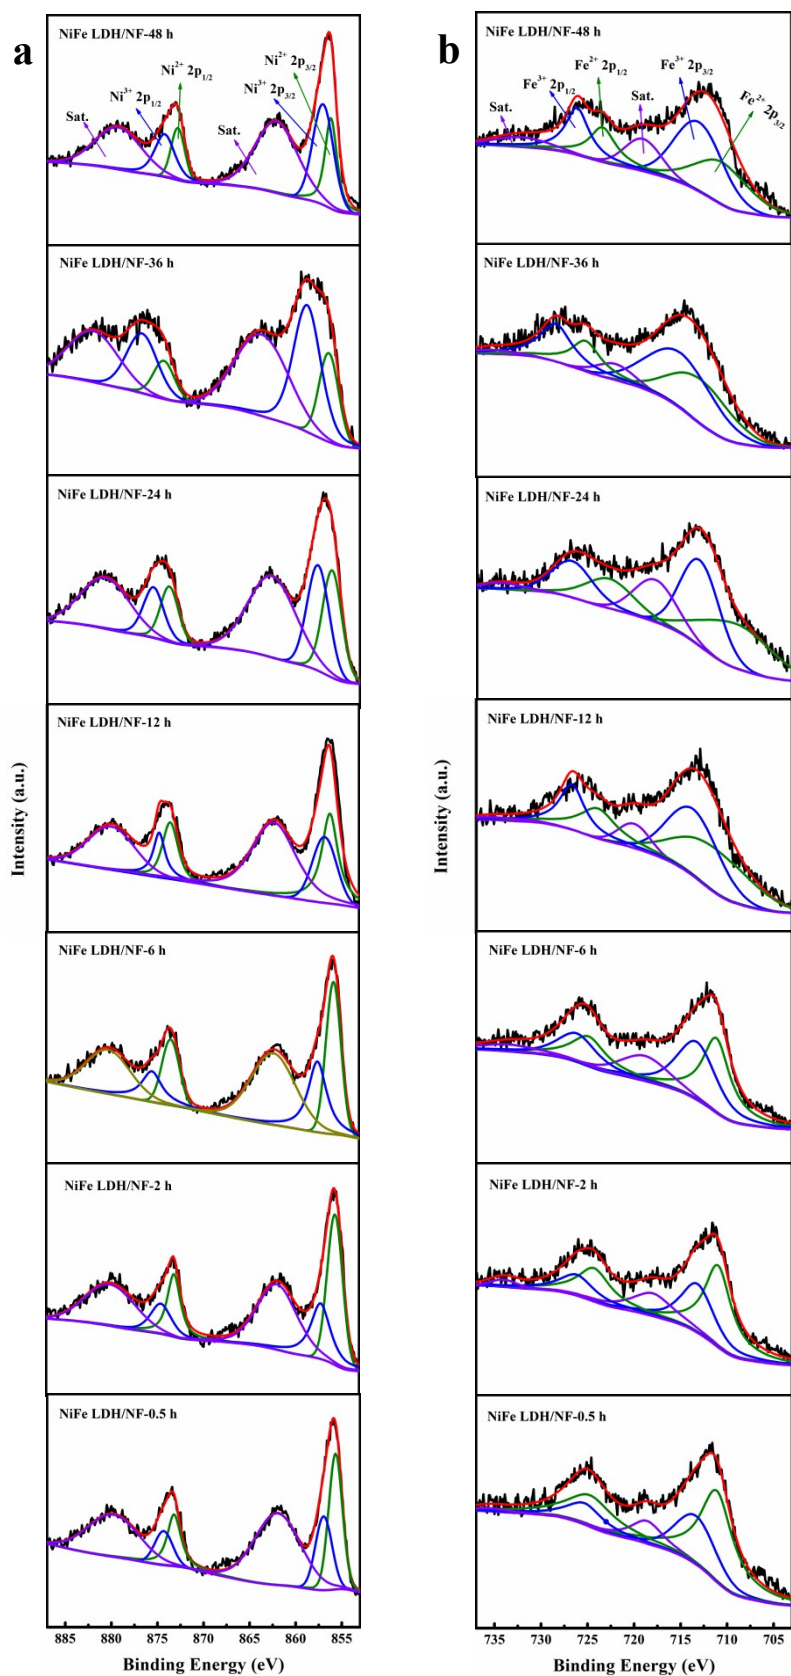 a
NiFe LDH/NF-48 h
Sat.
Ni³⁺ 2p₁/₂
Ni²⁺ 2p₁/₂
Sat.
Ni³⁺ 2p₃/₂
Ni²⁺ 2p₃/₂
NiFe LDH/NF-36 h
NiFe LDH/NF-24 h
NiFe LDH/NF-12 h
NiFe LDH/NF-6 h
NiFe LDH/NF-2 h
NiFe LDH/NF-0.5 h
Intensity (a.u.)
885 880 875 870 865 860 855
Binding Energy (eV)
b
NiFe LDH/NF-48 h
Sat.
Fe³⁺ 2p₁/₂
Fe²⁺ 2p₁/₂
Sat.
Fe³⁺ 2p₃/₂
Fe²⁺ 2p₃/₂
NiFe LDH/NF-36 h
NiFe LDH/NF-24 h
NiFe LDH/NF-12 h
NiFe LDH/NF-6 h
NiFe LDH/NF-2 h
NiFe LDH/NF-0.5 h
Intensity (a.u.)
735 730 725 720 715 710 705
Binding Energy (eV)